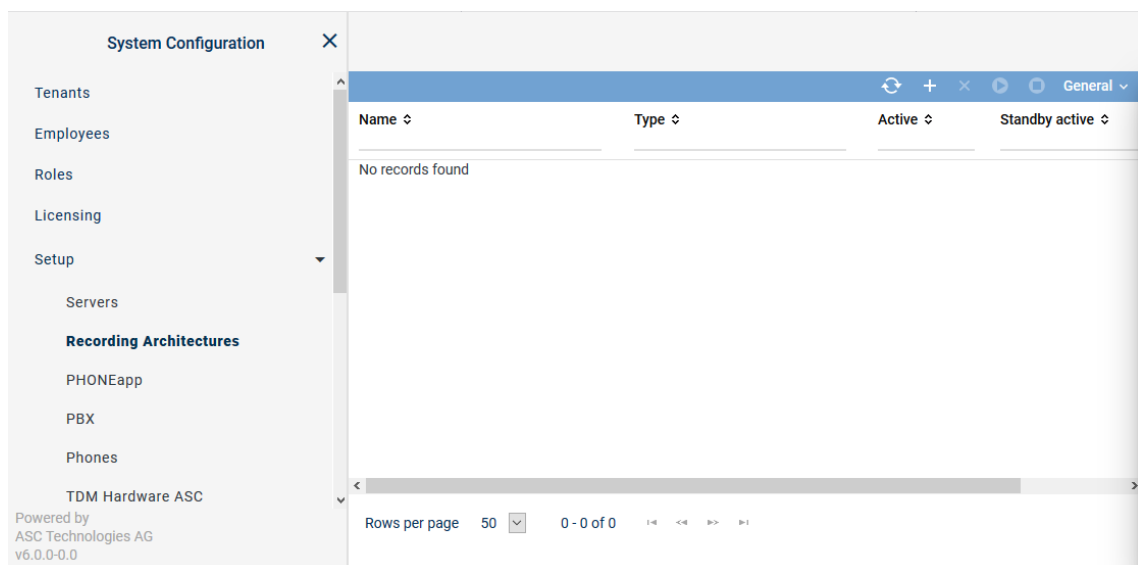 System Configuration
Tenants
Employees
Roles
Licensing
Setup
Servers
Recording Architectures
PHONEapp
PBX
Phones
TDM Hardware ASC
Powered by
ASC Technologies AG
v6.0.0-0.0
General
Name Type Active Standby active
No records found
Rows per page 50 0 - 0 of 0